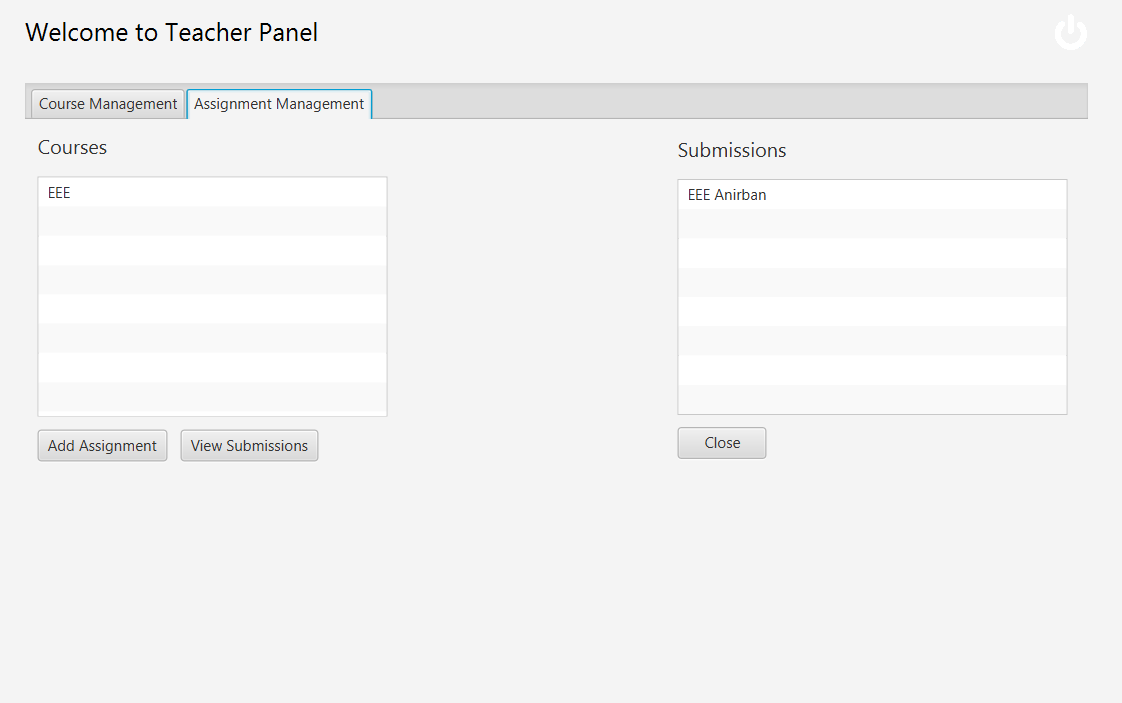 Welcome to Teacher Panel
Course Management
Assignment Management
Courses
EEE
Add Assignment
View Submissions
Submissions
EEE Anirban
Close